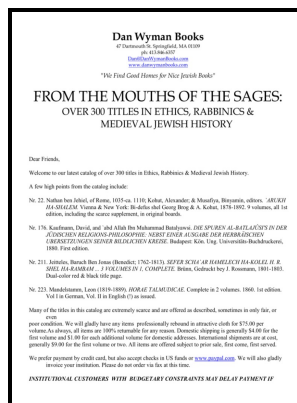 Dan Wyman Books
47 Dartmouth St. Springfield, MA 01109
ph: 413.846.6357
Dan@DanWymanBooks.com
www.danwymanbooks.com
"We Find Good Homes for Nice Jewish Books"
FROM THE MOUTHS OF THE SAGES:
OVER 300 TITLES IN ETHICS, RABBINICS &
MEDIEVAL JEWISH HISTORY
Dear Friends,
Welcome to our latest catalog of over 300 titles in Ethics, Rabbinics & Medieval Jewish History.
A few high points from the catalog include:
Nr. 22. Nathan ben Jehiel, of Rome, 1035-ca. 1110; Kohut, Alexander; & Musafiya, Binyamin, editors. 'ARUKH
HA-SHALEM. Vienna & New York: Bi-defus shel Georg Brog & A. Kohut, 1878-1892. 9 volumes, all 1st
edition, including the scarce supplement, in original boards.
Nr. 176. Kaufmann, David, and 'abd Allah Ibn Muhammad Batalyawsi. DIE SPUREN AL-BATLAJÛSI'S IN DER
JÜDISCHEN RELIGIONS-PHILOSOPHIE: NEBST EINER AUSGABE DER HEBRÄISCHEN
ÜBERSETZUNGEN SEINER BILDLICHEN KREISE. Budapest: Kön. Ung. Universitäts-Buchdruckerei,
1880. First edition.
Nr. 211. Jeitteles, Baruch Ben Jonas (Benedict; 1762-1813). SEFER SICHA'AR HAMELECH HA-KOLEL H. R.
SHEL HA-RAMBAM ... 3 VOLUMES IN 1, COMPLETE. Brünn, Gedruckt bey J. Rossmann, 1801-1803.
Dual-color red & black title page.
Nr. 223. Mandelstamm, Leon (1819-1889). HORAE TALMUDICAE. Complete in 2 volumes. 1860. 1st edition.
Vol I in German, Vol. II in English (!) as issued.
Many of the titles in this catalog are extremely scarce and are offered as described, sometimes in only fair, or
even
poor condition. We will gladly have any items professionally rebound in attractive cloth for $75.00 per
volume.As always, all items are 100% returnable for any reason. Domestic shipping is generally $4.00 for the
first volume and $1.00 for each additional volume for domestic addresses. International shipments are at cost,
generally $9.00 for the first volume or two. All items are offered subject to prior sale, first come, first served.
We prefer payment by credit card, but also accept checks in US funds or www.paypal.com. We will also gladly
invoice your institution. Please do not order via fax at this time.
INSTITUTIONAL CUSTOMERS WITH BUDGETARY CONSTRAINTS MAY DELAY PAYMENT IF